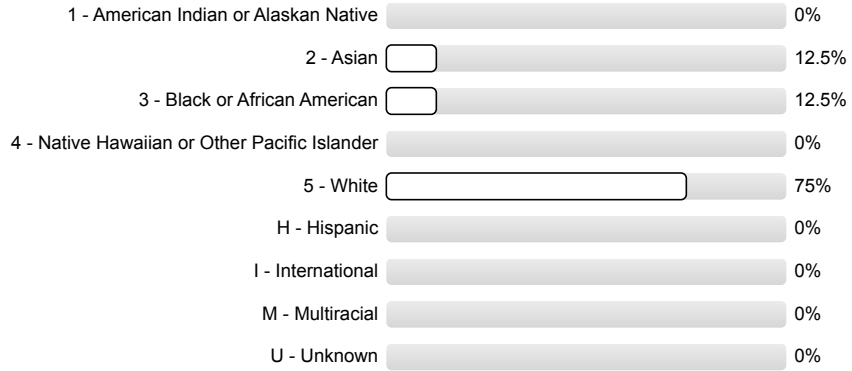 1 - American Indian or Alaskan Native 0%
2 - Asian 12.5%
3 - Black or African American 12.5%
4 - Native Hawaiian or Other Pacific Islander 0%
5 - White 75%
H - Hispanic 0%
I - International 0%
M - Multiracial 0%
U - Unknown 0%